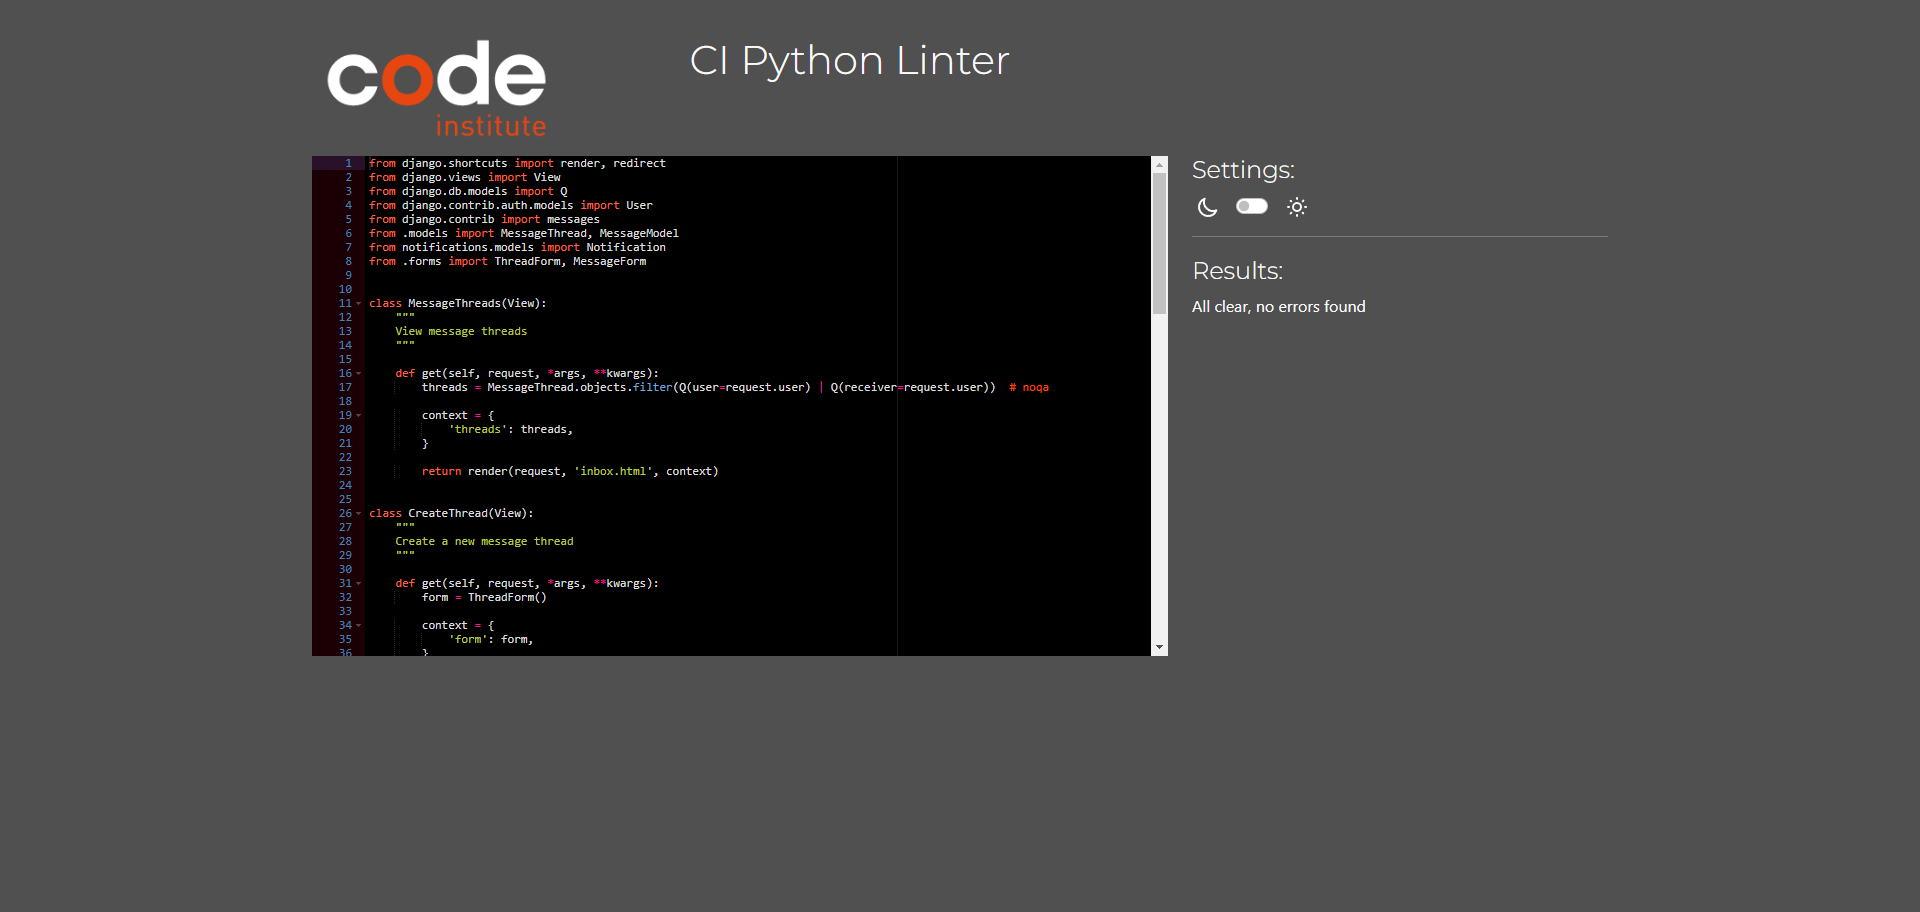 code
institute
CI Python Linter
1 from django.shortcuts import render, redirect
2 from django.views import View
3 from django.db.models import Q
4 from django.contrib.auth.models import User
5 from django.contrib import messages
6 from .models import MessageThread, MessageModel
7 from notifications.models import Notification
8 from .forms import ThreadForm, MessageForm
9
10
11 class MessageThreads(View):
12     """
13     View message threads
14     """
15
16     def get(self, request, *args, **kwargs):
17         threads = MessageThread.objects.filter(Q(user=request.user) | Q(receiver=request.user))  # noqa
18
19         context = {
20             'threads': threads,
21         }
22
23         return render(request, 'inbox.html', context)
24
25
26 class CreateThread(View):
27     """
28     Create a new message thread
29     """
30
31     def get(self, request, *args, **kwargs):
32         form = ThreadForm()
33
34         context = {
35             'form': form,
36         }
Settings:
Results:
All clear, no errors found